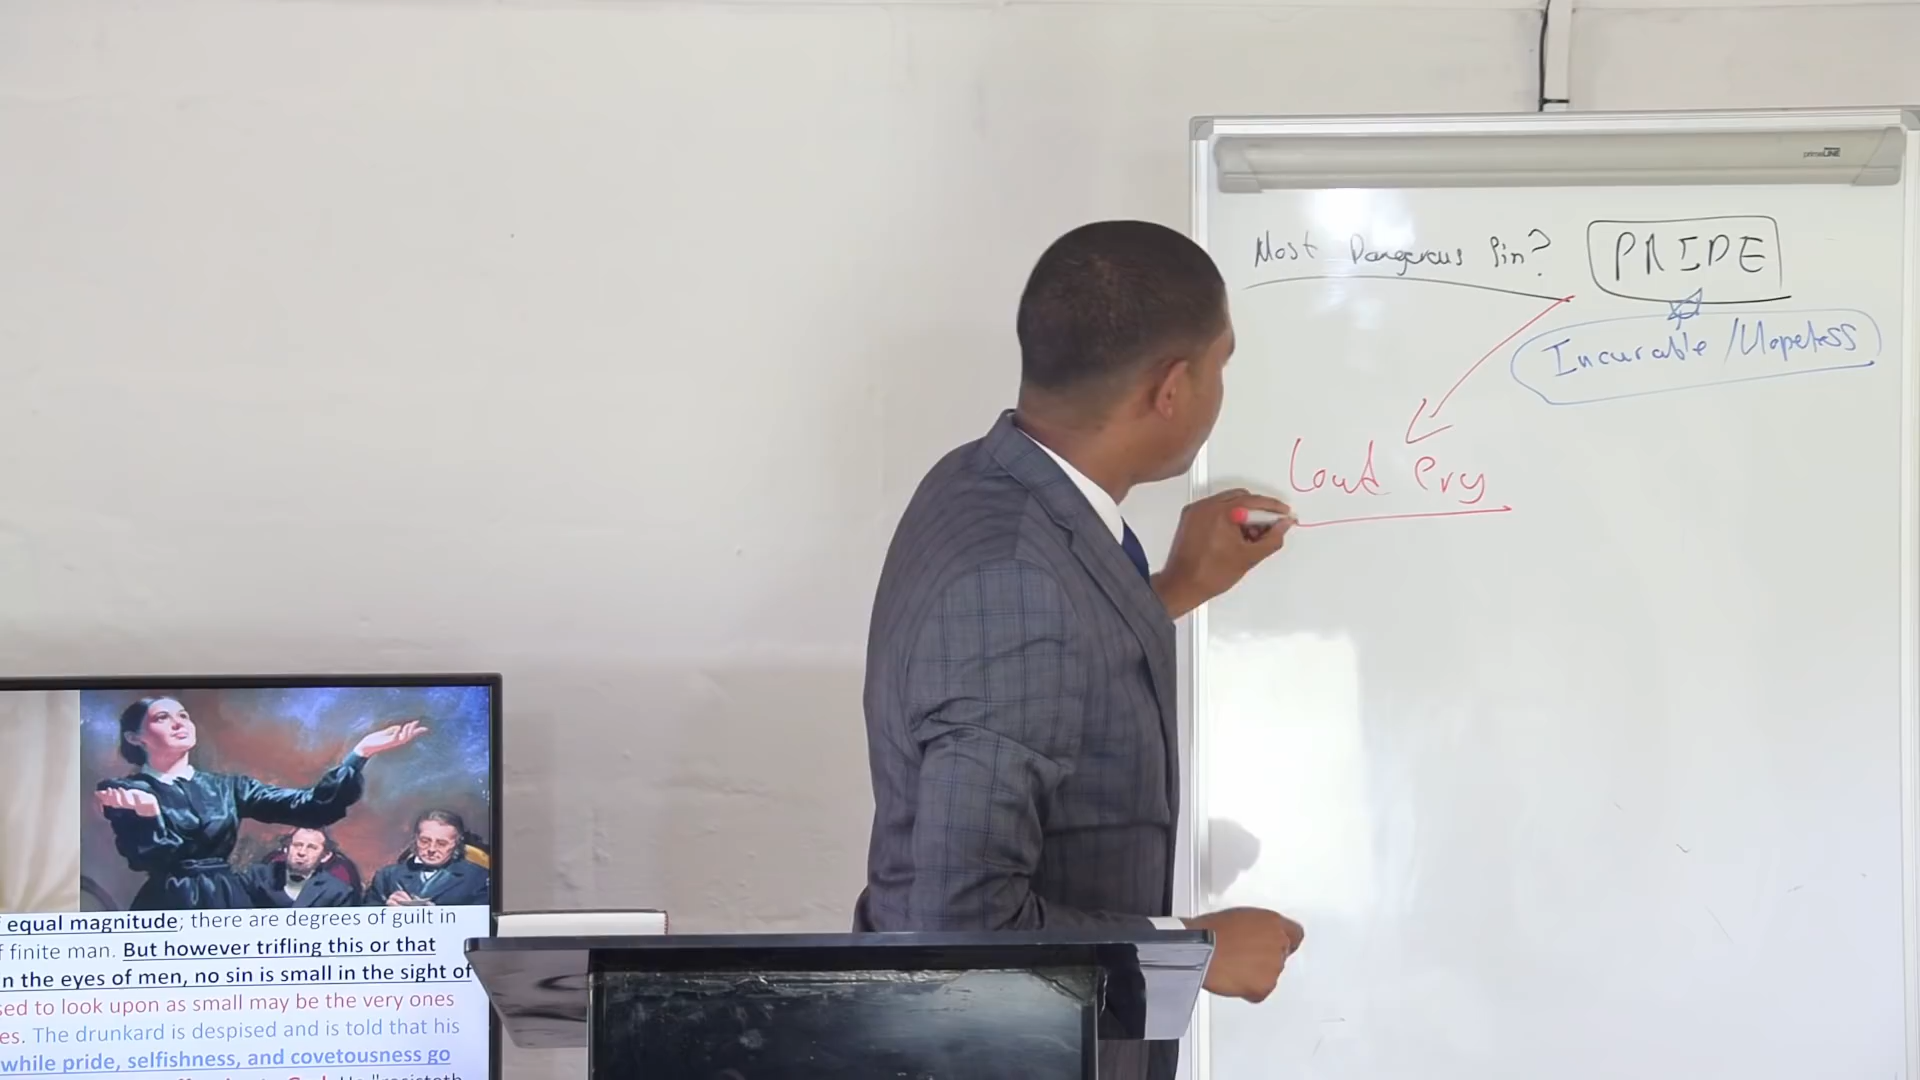 primeLINE
Most Dangerous Sin? PRIDE
Incurable / Hopeless
Loud Cry
f equal magnitude; there are degrees of guilt in
f finite man. But however trifling this or that
n the eyes of men, no sin is small in the sight of
sed to look upon as small may be the very ones
es. The drunkard is despised and is told that his
while pride, selfishness, and covetousness go